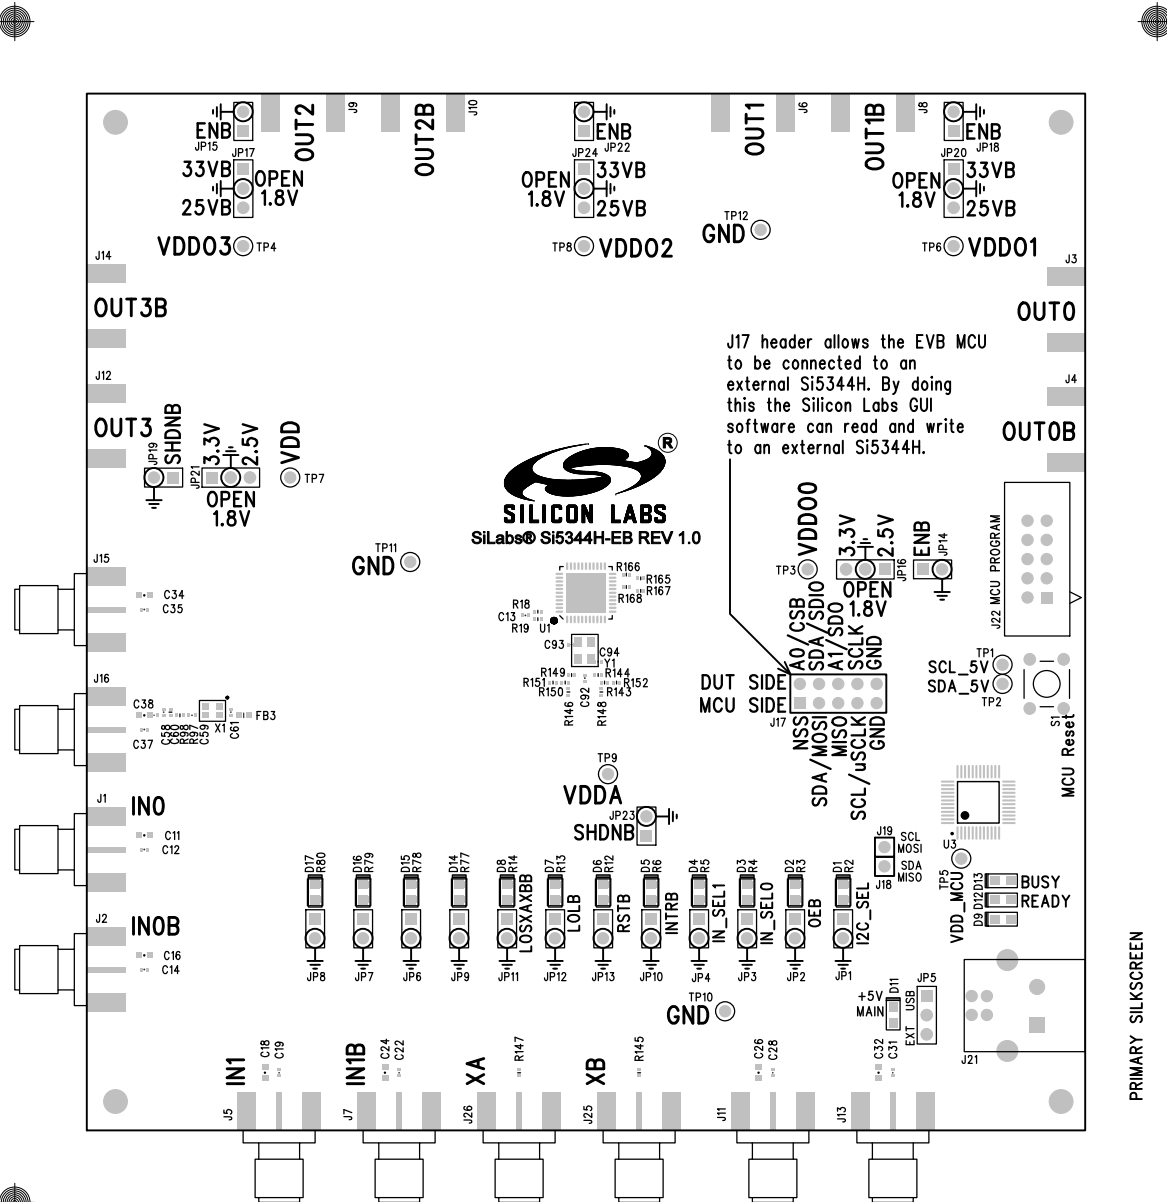 J9
J10
J6
J8
OUT2
OUT2B
OUT1
OUT1B
ENB
JP15
ENB
JP22
ENB
JP18
JP17
33VB
OPEN
1.8V
25VB
JP24
33VB
OPEN
1.8V
25VB
JP20
33VB
OPEN
1.8V
25VB
TP12
GND
VDDO3
TP4
TP8
VDDO2
TP6
VDDO1
J14
OUT3B
J3
OUT0
J12
OUT3
J4
OUT0B
J17 header allows the EVB MCU
to be connected to an
external Si5344H. By doing
this the Silicon Labs GUI
software can read and write
to an external Si5344H.
JP19
SHDNB
JP21
3.3V
2.5V
OPEN
1.8V
VDD
TP7
®
SILICON LABS
SiLabs® Si5344H-EB REV 1.0
TP11
GND
TP3
VDDO0
3.3V
2.5V
JP16
OPEN
1.8V
ENB
JP14
J22 MCU PROGRAM
J15
C34
C35
R166
R165
R167
R168
R18
C13
R19
U1
C93
C94
Y1
R149
R144
R151
R152
R150
R143
C92
R146
R148
A0/CSB
SDA/SDIO
A1/SDO
SCLK
GND
DUT SIDE
MCU SIDE
J17
NSS
SDA/MOSI
MISO
SCL/uSCLK
GND
TP1
SCL_5V
SDA_5V
TP2
S1
MCU Reset
J16
C38
C37
C58
C60
R98
R97
C59
X1
C61
FB3
TP9
VDDA
JP23
SHDNB
J1
IN0
C11
C12
J19
SCL
MOSI
SDA
MISO
J18
U3
TP5
VDD_MCU
D13
BUSY
D12
READY
D9
J2
IN0B
C16
C14
D17
R80
D16
R79
D15
R78
D14
R77
D8
R14
D7
R13
D6
R12
D5
R6
D4
R5
D3
R4
D2
R3
D1
R2
LOSXAXBB
LOLB
RSTB
INTRB
IN_SEL1
IN_SEL0
OEB
I2C_SEL
JP8
JP7
JP6
JP9
JP11
JP12
JP13
JP10
JP4
JP3
JP2
JP1
TP10
GND
+5V
MAIN
D11
JP5
USB
EXT
J21
IN1
C18
C19
IN1B
C24
C22
XA
R147
XB
R145
C26
C28
C32
C31
J5
J7
J26
J25
J11
J13
PRIMARY SILKSCREEN